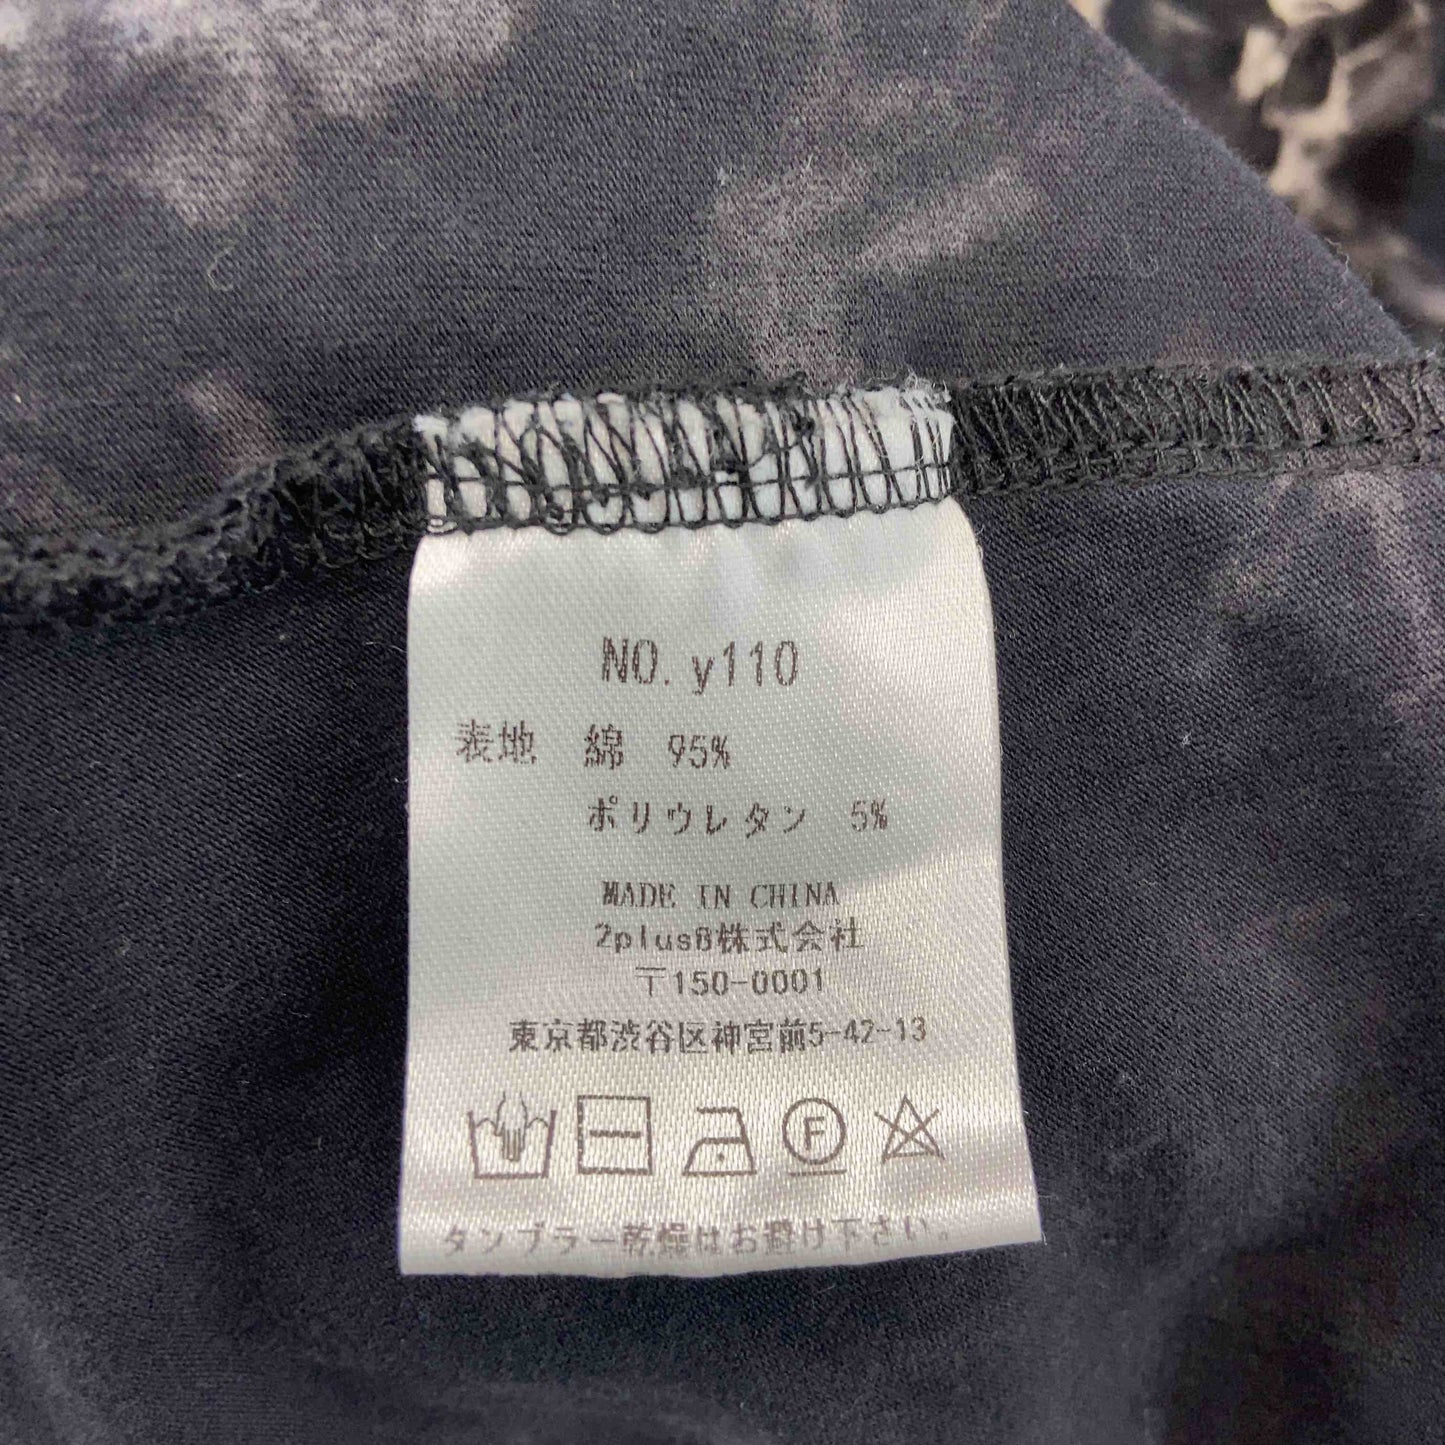 NO. y110
表地 綿 95%
ポリウレタン 5%
MADE IN CHINA
2plus8株式会社
〒150-0001
東京都渋谷区神宮前5-42-13
F
タンブラー乾燥はお避け下さい。